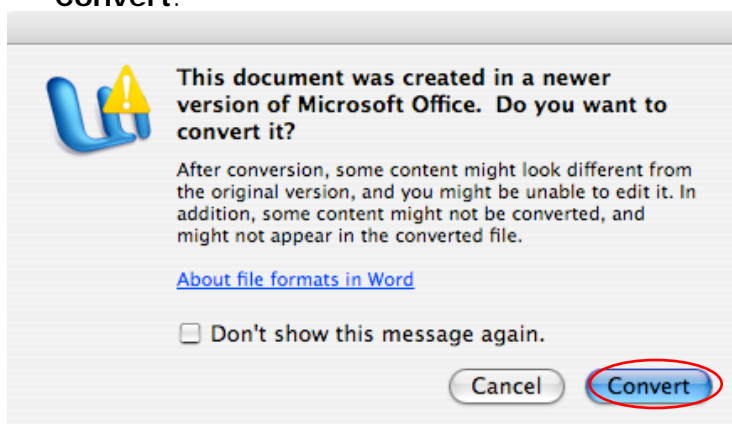 Convert.
This document was created in a newer
version of Microsoft Office. Do you want to
convert it?
After conversion, some content might look different from
the original version, and you might be unable to edit it. In
addition, some content might not be converted, and
might not appear in the converted file.
About file formats in Word
Don't show this message again.
Cancel Convert